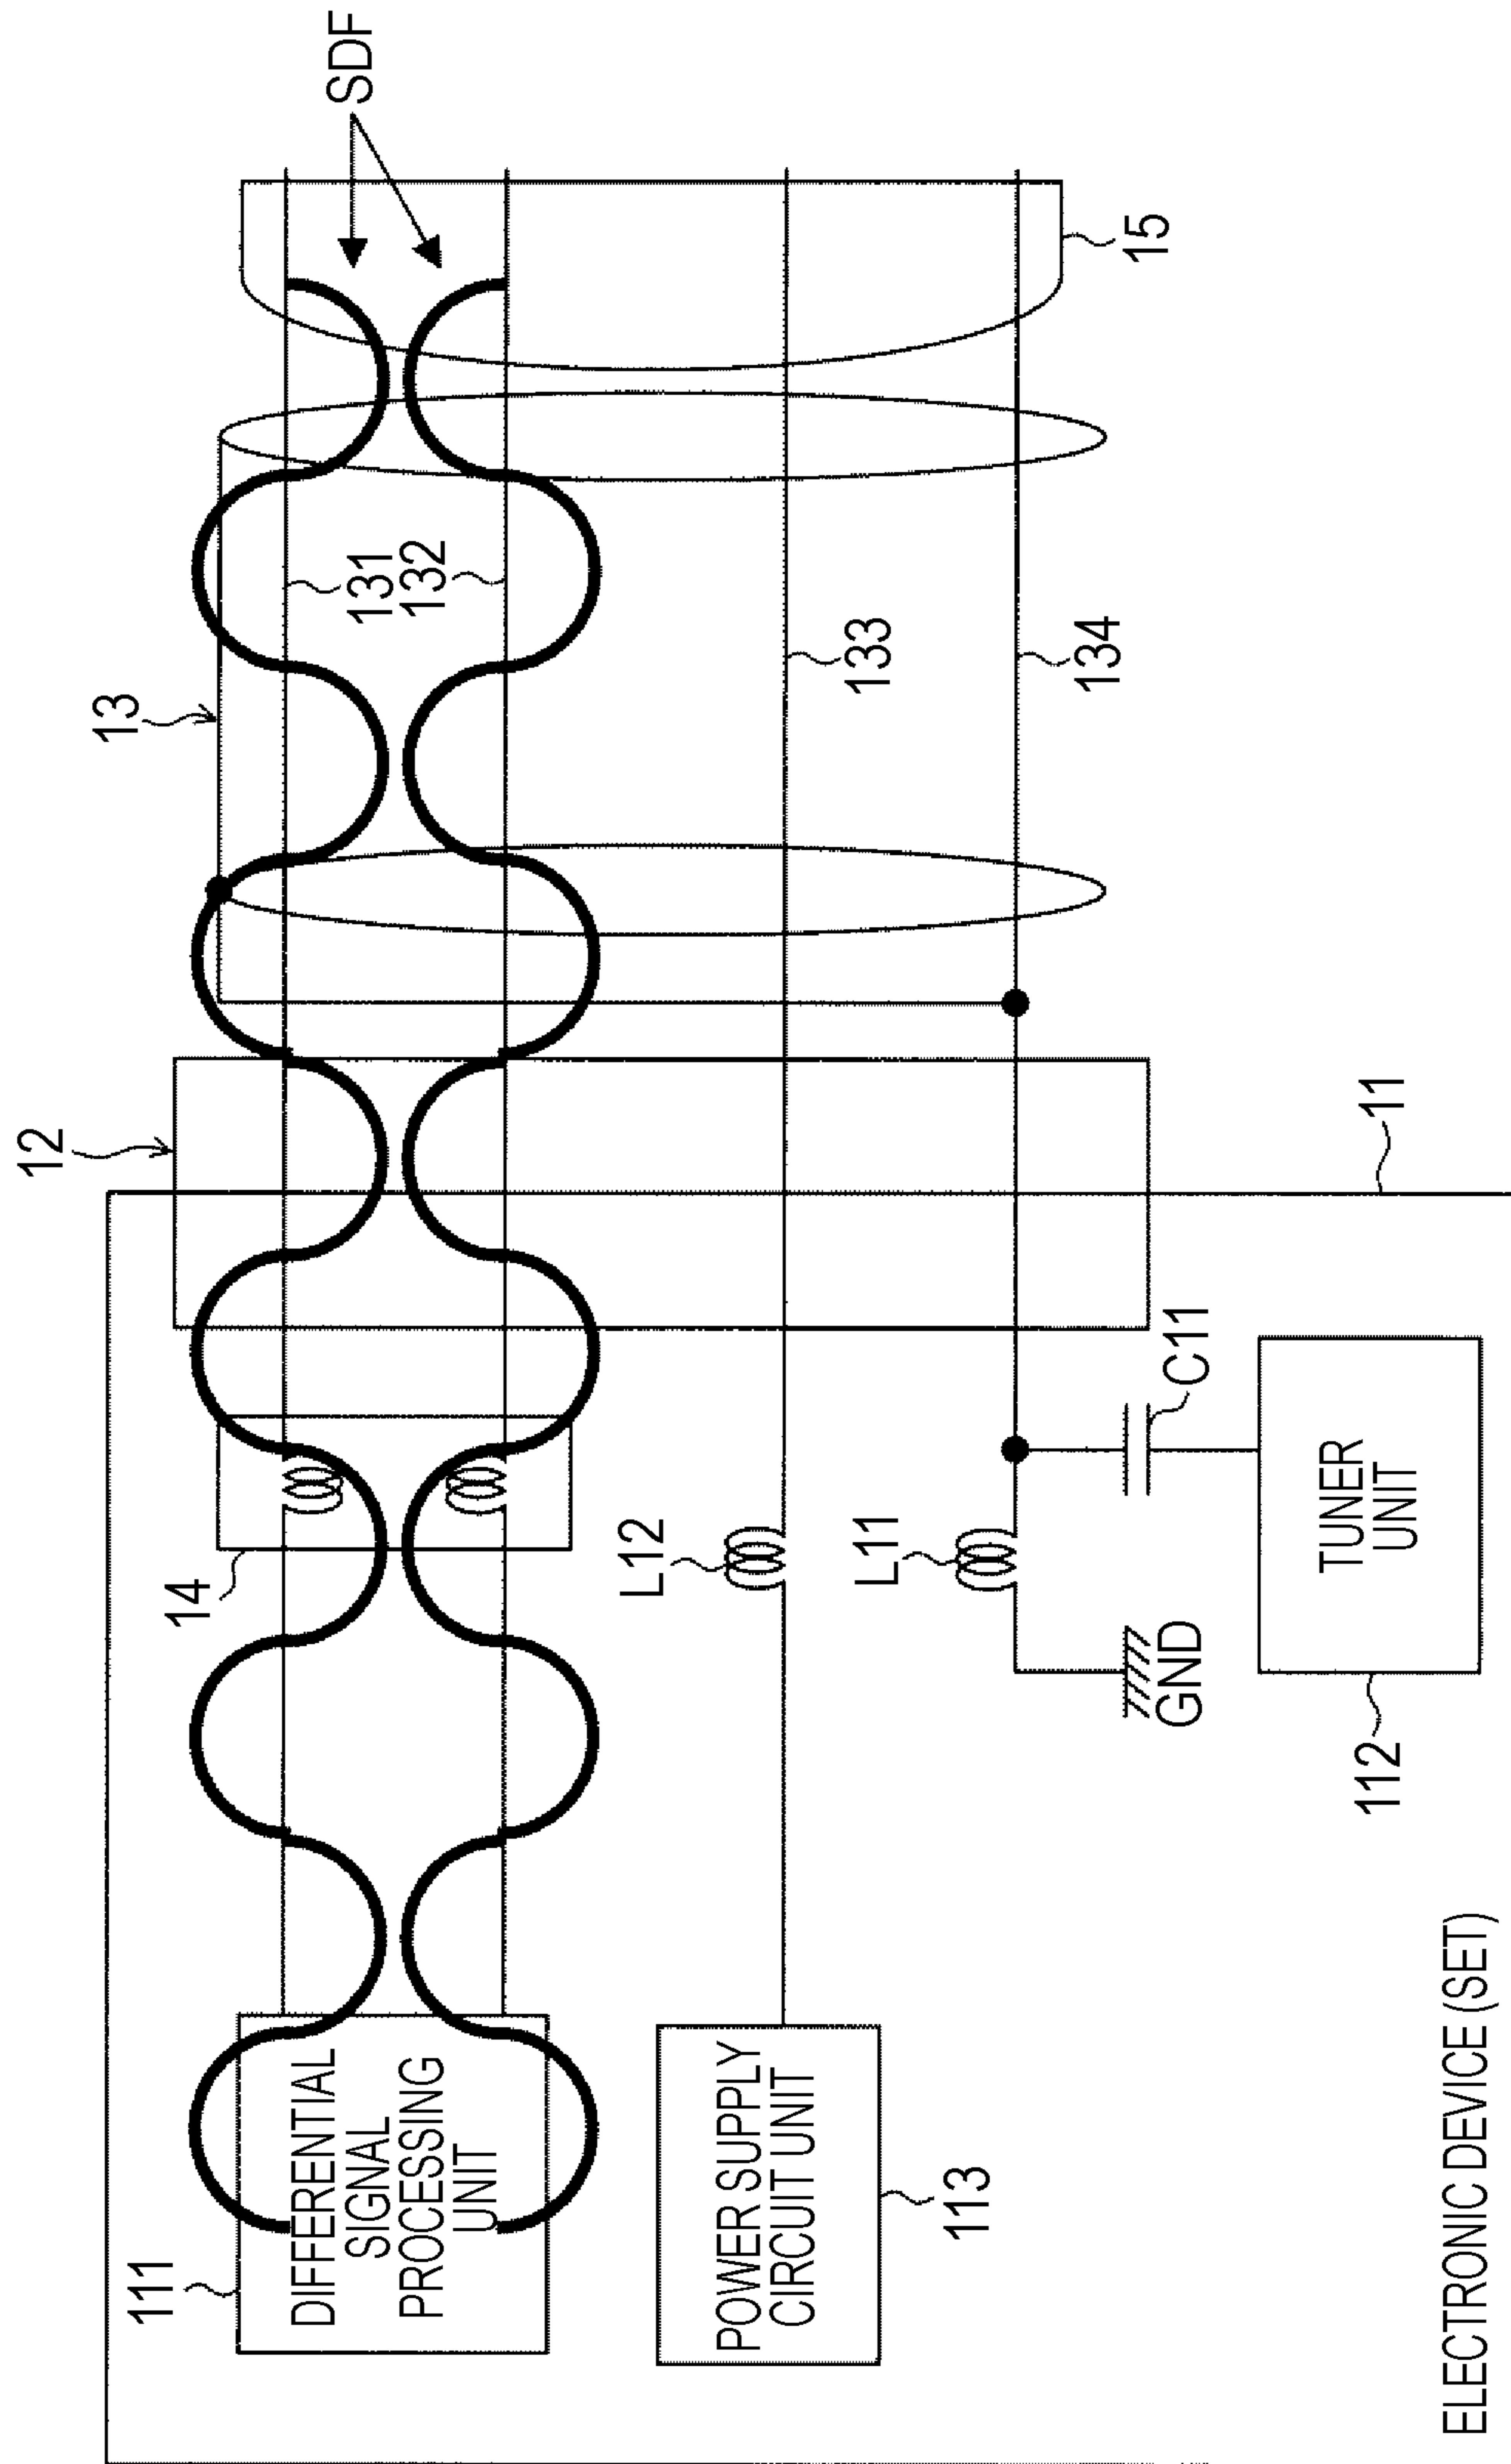 SDF
13
12
131
132
15
133
134
11
14
L12
L11
C11
GND
TUNER
UNIT
112
111
DIFFERENTIAL
SIGNAL
PROCESSING
UNIT
POWER SUPPLY
CIRCUIT UNIT
113
ELECTRONIC DEVICE (SET)